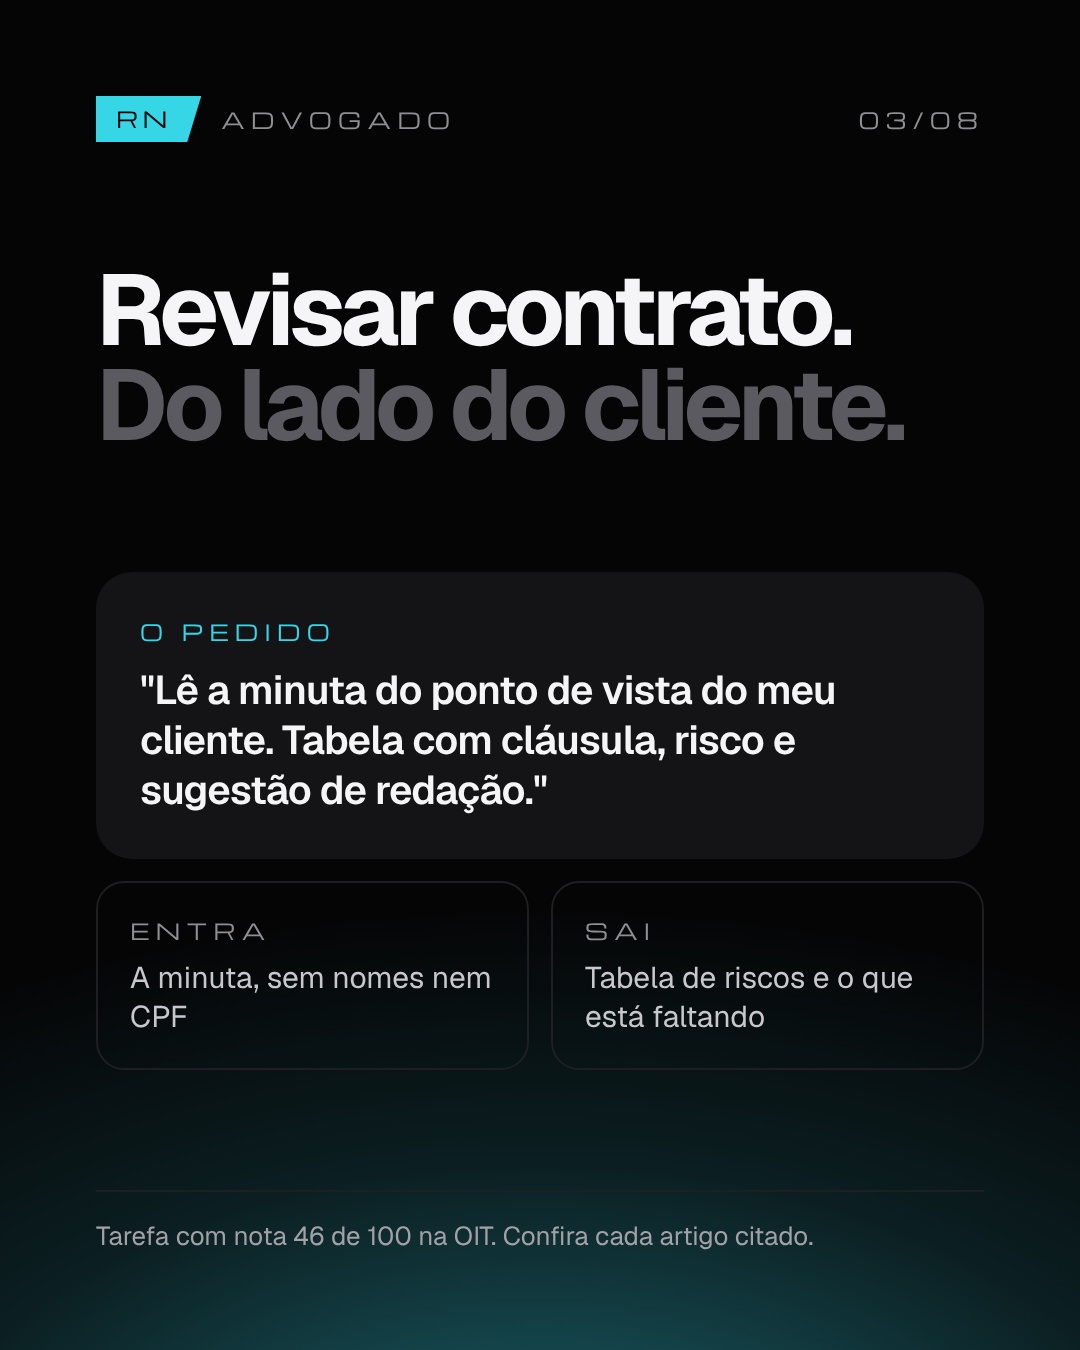 RN ADVOGADO 03/08
Revisar contrato.
Do lado do cliente.
O PEDIDO
"Lê a minuta do ponto de vista do meu
cliente. Tabela com cláusula, risco e
sugestão de redação."
ENTRA
A minuta, sem nomes nem
CPF
SAI
Tabela de riscos e o que
está faltando
Tarefa com nota 46 de 100 na OIT. Confira cada artigo citado.